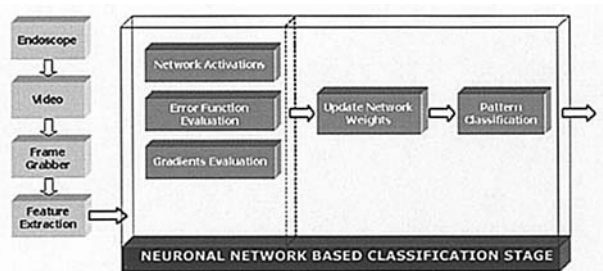 Endoscope
Video
Frame
Grabber
Feature
Extraction
Network Activations
Error Function
Evaluation
Gradients Evaluation
Update Network
Weights
Pattern
Classification
NEURONAL NETWORK BASED CLASSIFICATION STAGE